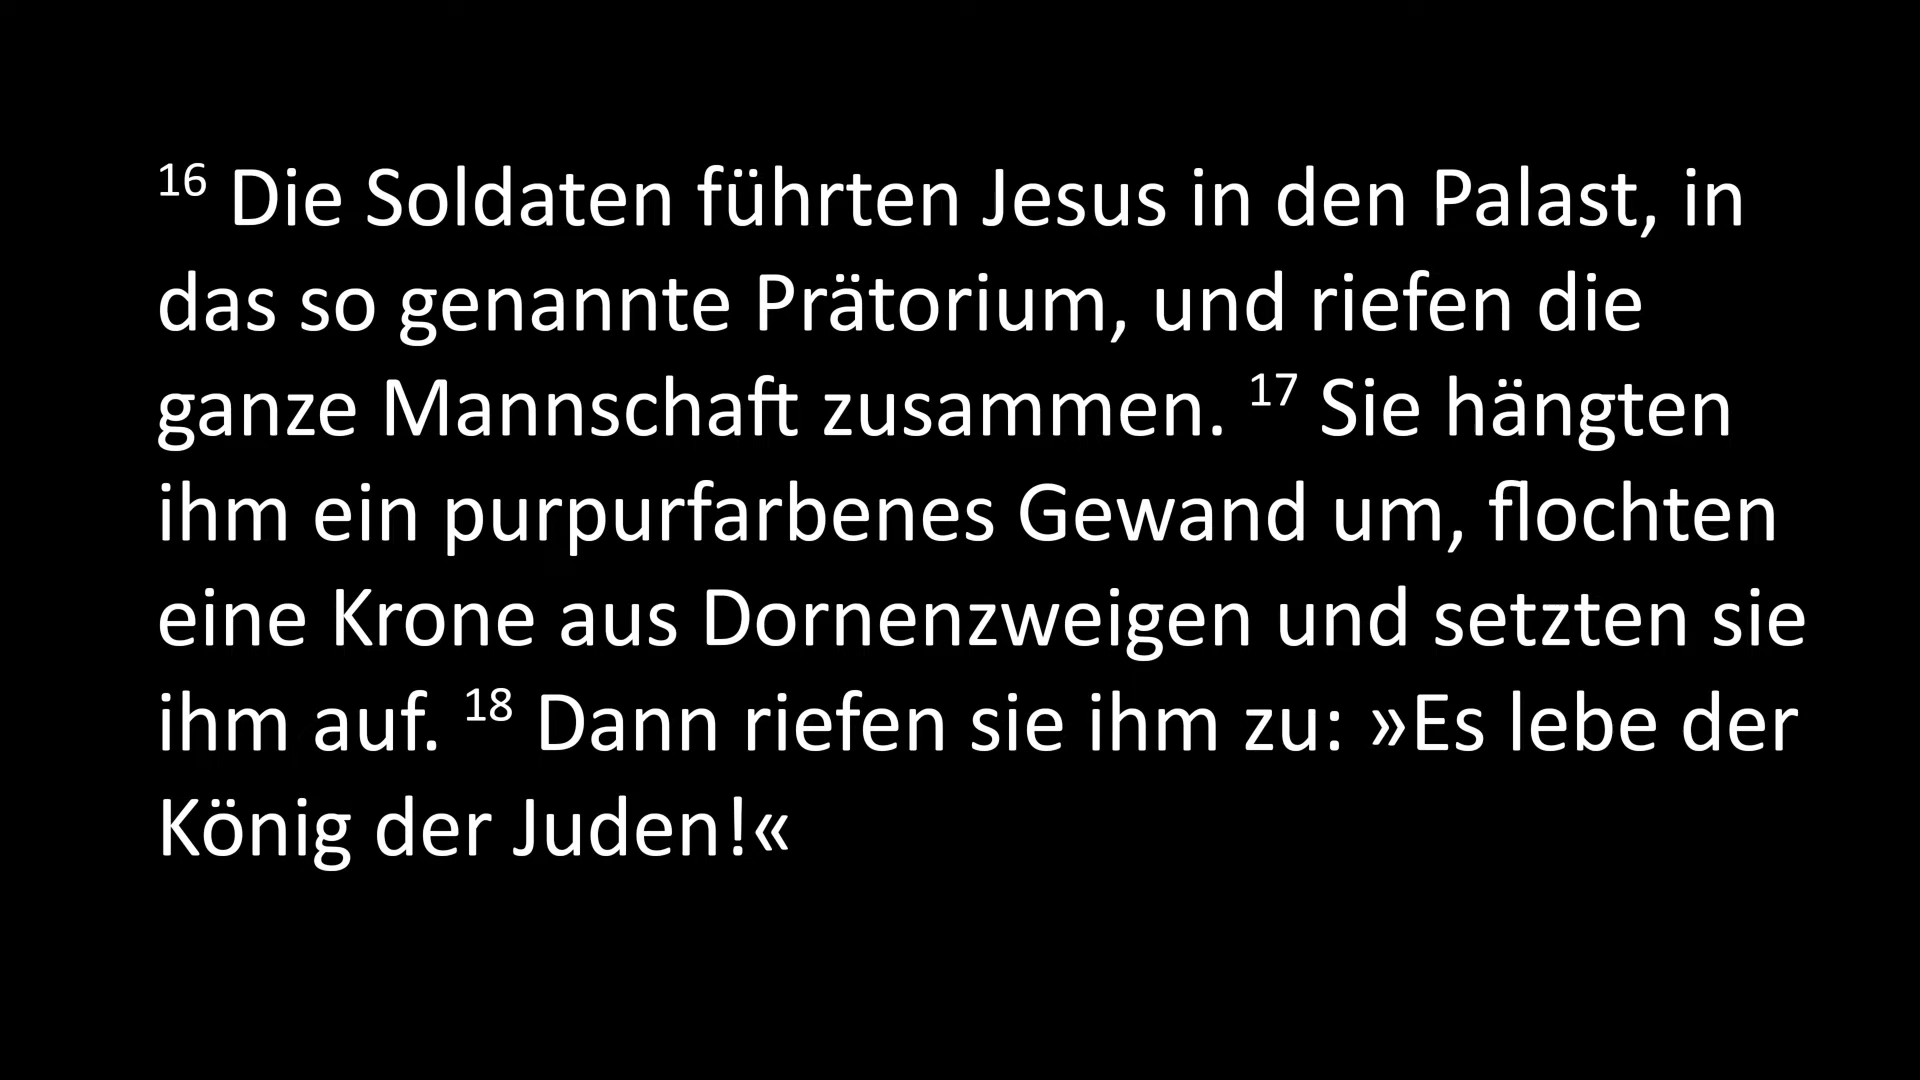 16 Die Soldaten führten Jesus in den Palast, in
das so genannte Prätorium, und riefen die
ganze Mannschaft zusammen. 17 Sie hängten
ihm ein purpurfarbenes Gewand um, flochten
eine Krone aus Dornenzweigen und setzten sie
ihm auf. 18 Dann riefen sie ihm zu: »Es lebe der
König der Juden!«